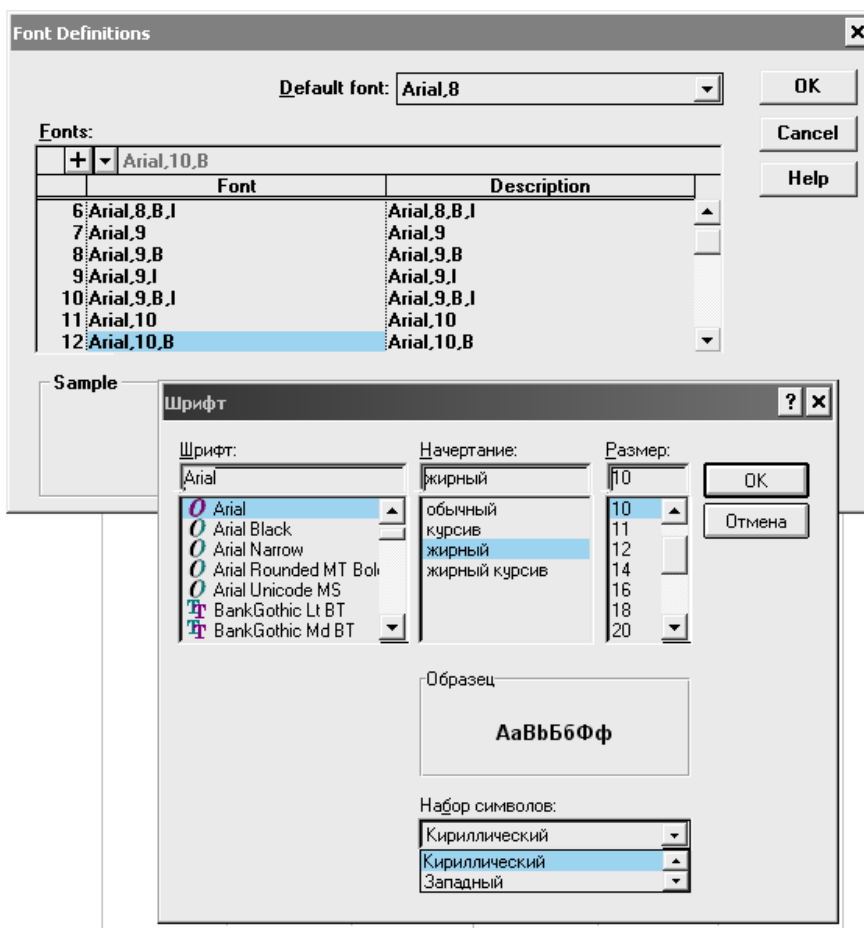 Font Definitions
Default font: Arial,8
OK
Fonts:
Cancel
Arial,10,B
Help
Font Description
6 Arial,8,B,I Arial,8,B,I
7 Arial,9 Arial,9
8 Arial,9,B Arial,9,B
9 Arial,9,I Arial,9,I
10 Arial,9,B,I Arial,9,B,I
11 Arial,10 Arial,10
12 Arial,10,B Arial,10,B
Sample
Шрифт
Шрифт: Начертание: Размер:
Arial жирный 10 OK
Arial обычный 10
Arial Black курсив 11 Отмена
Arial Narrow жирный 12
Arial Rounded MT Bol жирный курсив 14
Arial Unicode MS 16
BankGothic Lt BT 18
BankGothic Md BT 20
Образец
АаВbБбФф
Набор символов:
Кириллический
Кириллический
Западный